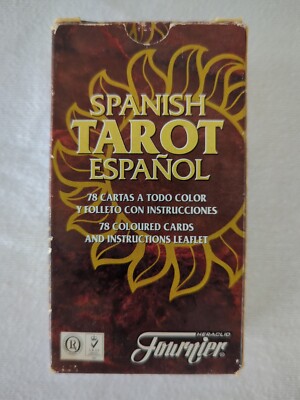 SPANISH
TAROT
ESPAÑOL
78 CARTAS A TODO COLOR
Y FOLLETO CON INSTRUCCIONES
78 COLOURED CARDS
AND INSTRUCTIONS LEAFLET
R
HERACLIO
Fournier